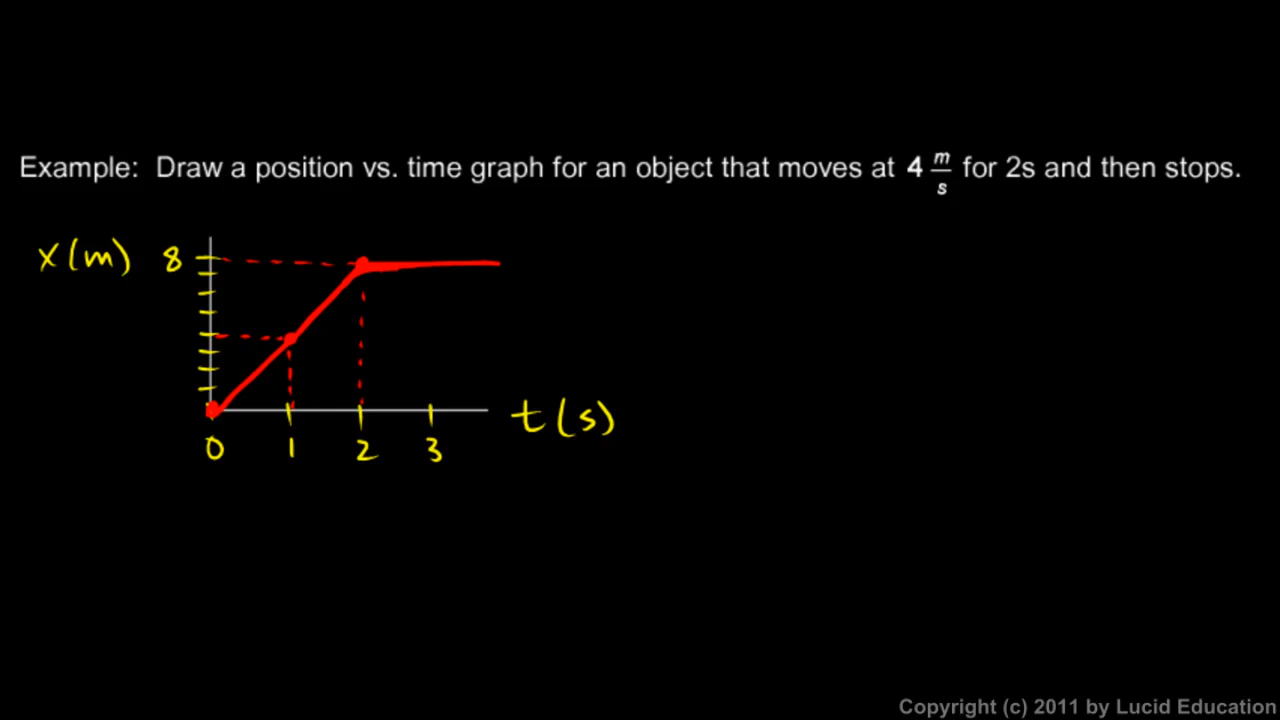 Example: Draw a position vs. time graph for an object that moves at 4 m/s for 2s and then stops.
x(m) 8
t(s)
0 1 2 3
Copyright (c) 2011 by Lucid Education